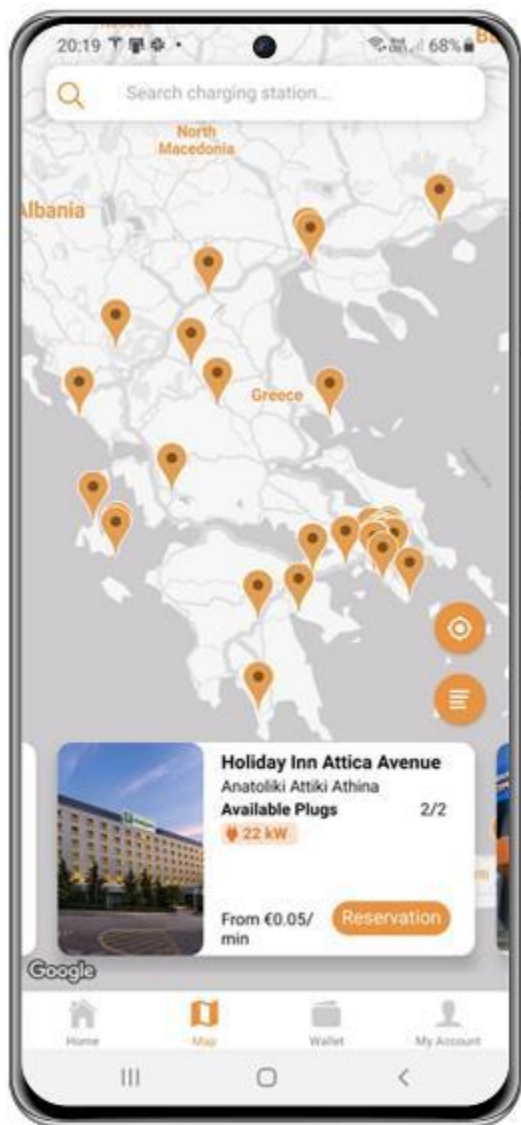 20:19
68%
Search charging station...
North
Macedonia
Albania
Greece
Holiday Inn Attica Avenue
Anatoliki Attiki Athina
Available Plugs 2/2
22 kW
From €0.05/
min
Reservation
Google
Home Map Wallet My Account